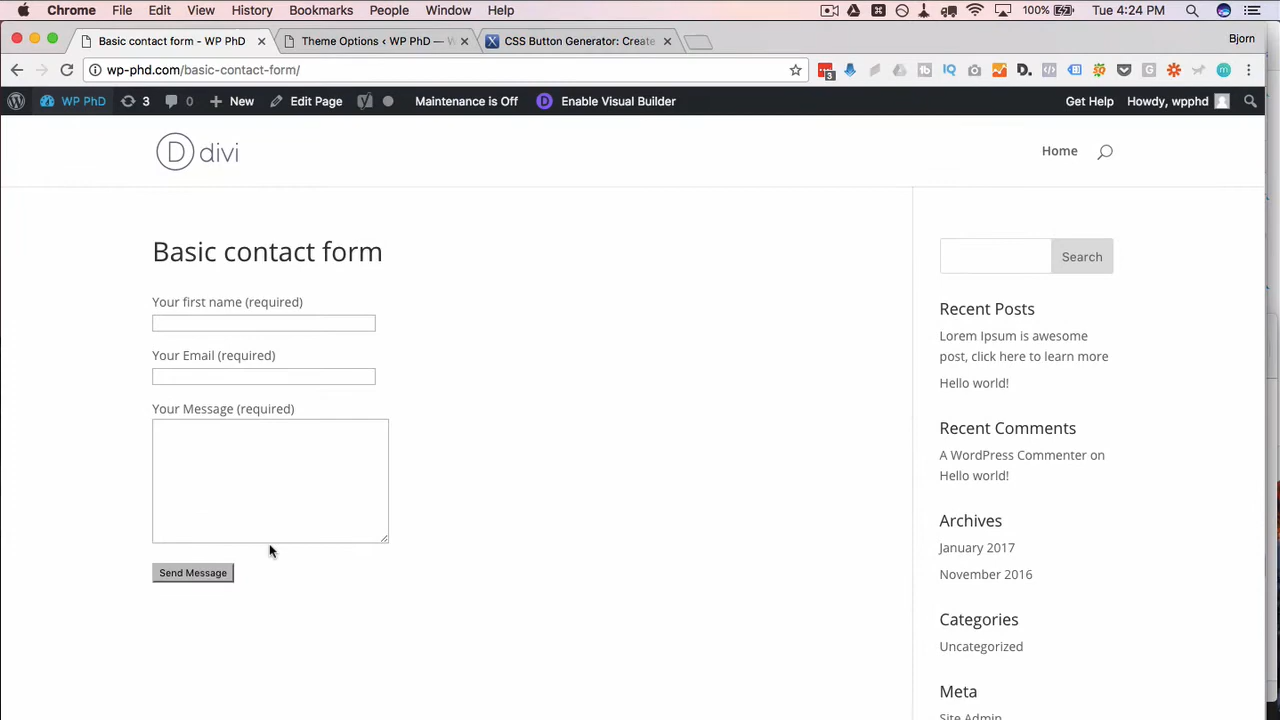 Chrome File Edit View History Bookmarks People Window Help 100% Tue 4:24 PM
Basic contact form - WP PhD Theme Options ‹ WP PhD — CSS Button Generator: Create Bjorn
wp-phd.com/basic-contact-form/ 3
WP PhD 3 0 New Edit Page Maintenance is Off Enable Visual Builder Get Help Howdy, wpphd
D divi Home
Basic contact form
Your first name (required)
Your Email (required)
Your Message (required)
Send Message
Search
Recent Posts
Lorem Ipsum is awesome
post, click here to learn more
Hello world!
Recent Comments
A WordPress Commenter on
Hello world!
Archives
January 2017
November 2016
Categories
Uncategorized
Meta
Site Admin